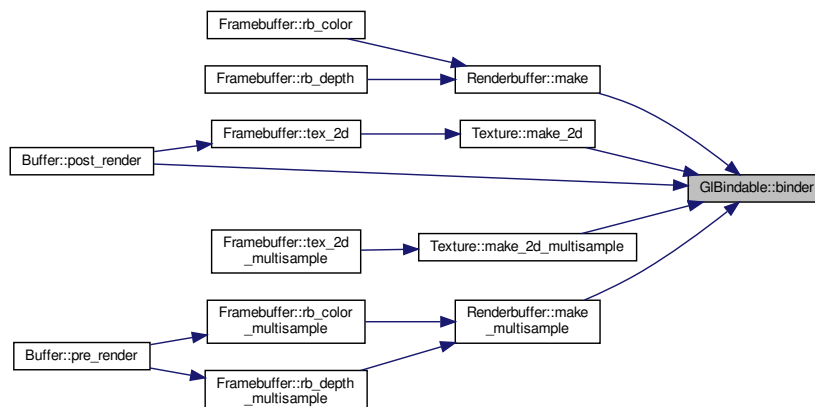 Framebuffer::rb_color
Framebuffer::rb_depth
Renderbuffer::make
Framebuffer::tex_2d
Texture::make_2d
Buffer::post_render
GlBindable::binder
Framebuffer::tex_2d
_multisample
Texture::make_2d_multisample
Framebuffer::rb_color
_multisample
Renderbuffer::make
_multisample
Buffer::pre_render
Framebuffer::rb_depth
_multisample